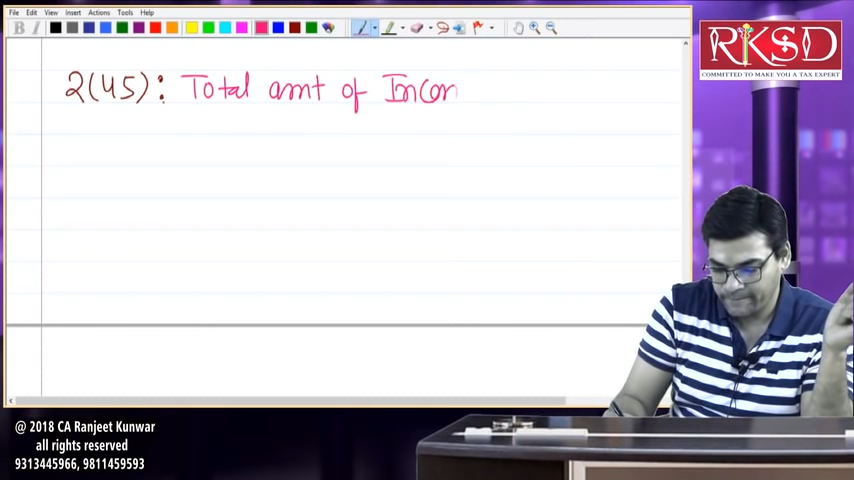 File Edit View Insert Actions Tools Help
B I
2(45): Total amt of Incom
RKSD
COMMITTED TO MAKE YOU A TAX EXPERT
@ 2018 CA Ranjeet Kunwar
all rights reserved
9313445966, 9811459593